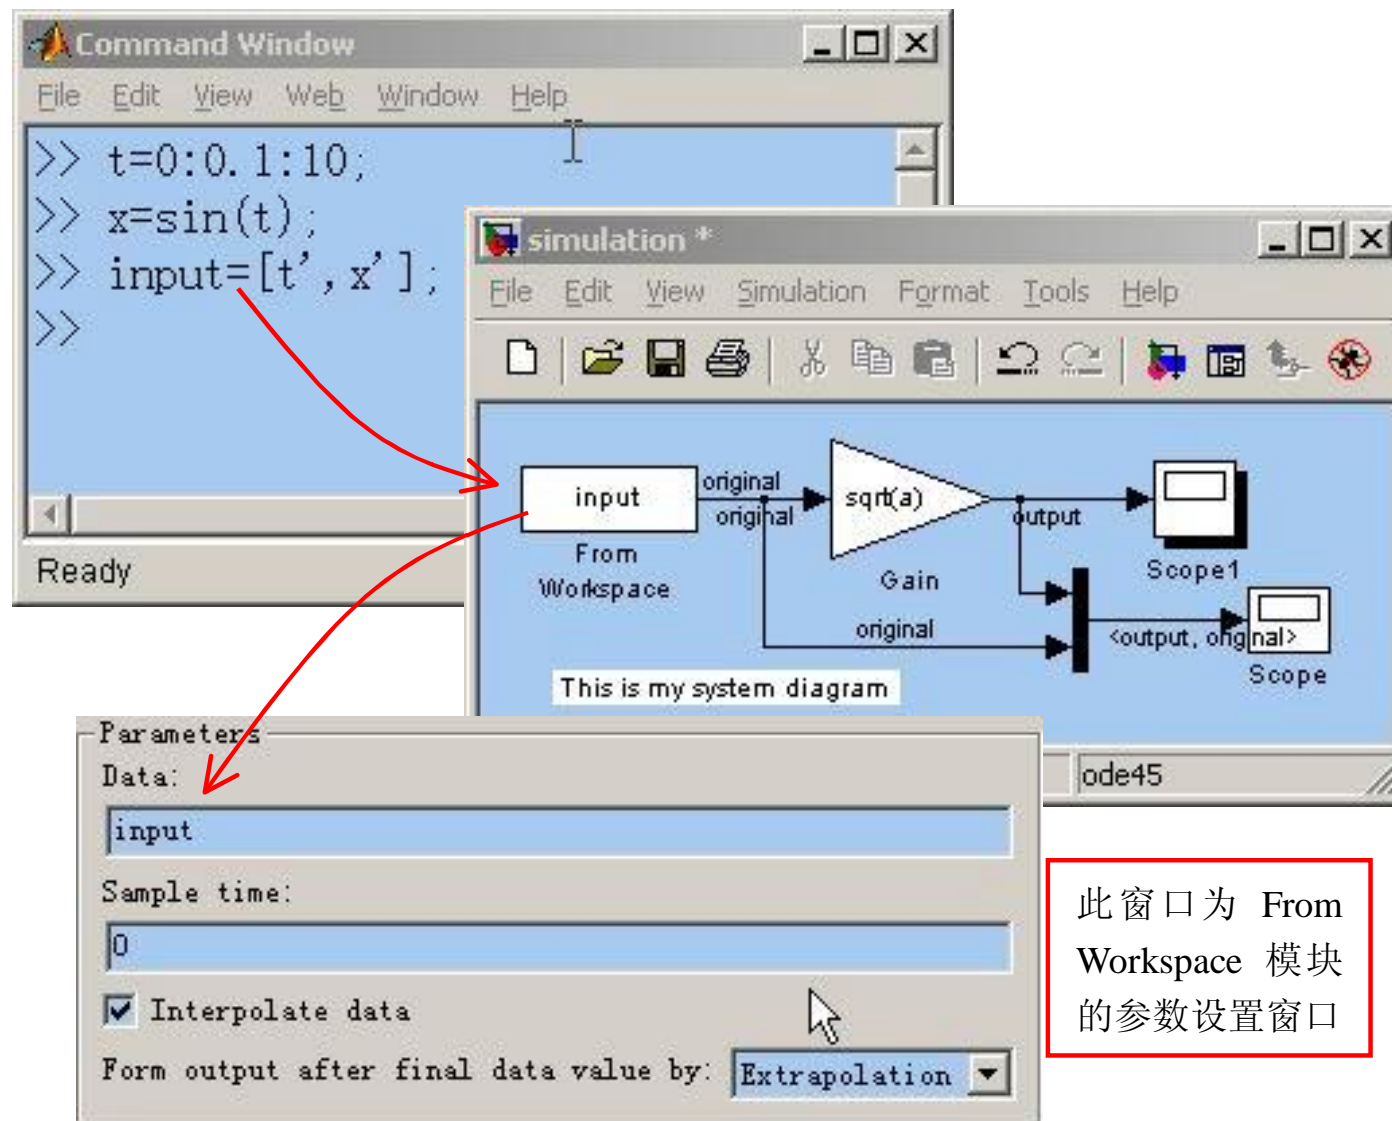 Command Window
File Edit View Web Window Help
>> t=0:0.1:10;
>> x=sin(t);
>> input=[t',x'];
>>
Ready
simulation *
File Edit View Simulation Format Tools Help
input
From
Workspace
original
original
sqrt(a)
Gain
output
Scope1
original
<output, original>
Scope
This is my system diagram
ode45
Parameters
Data:
input
Sample time:
0
Interpolate data
Form output after final data value by: Extrapolation
此窗口为 From
Workspace 模块
的参数设置窗口